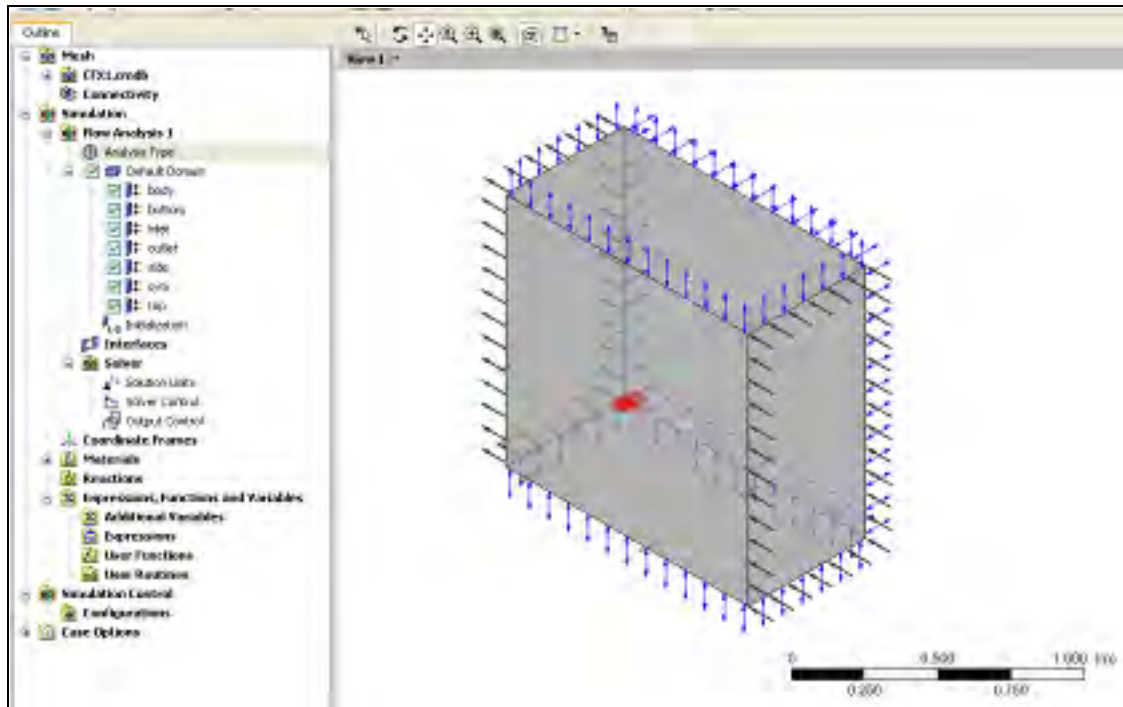 Outline
Mesh
CFX1.cmdb
Connectivity
Simulation
Flow Analysis 1
Analysis Type
Default Domain
body
bottom
inlet
outlet
side
sym
top
Initialization
Interfaces
Solver
Solution Units
Solver Control
Output Control
Coordinate Frames
Materials
Reactions
Expressions, Functions and Variables
Additional Variables
Expressions
User Functions
User Routines
Simulation Control
Configurations
Case Options
View 1
0 0.500 1.000 (m)
0.250 0.750